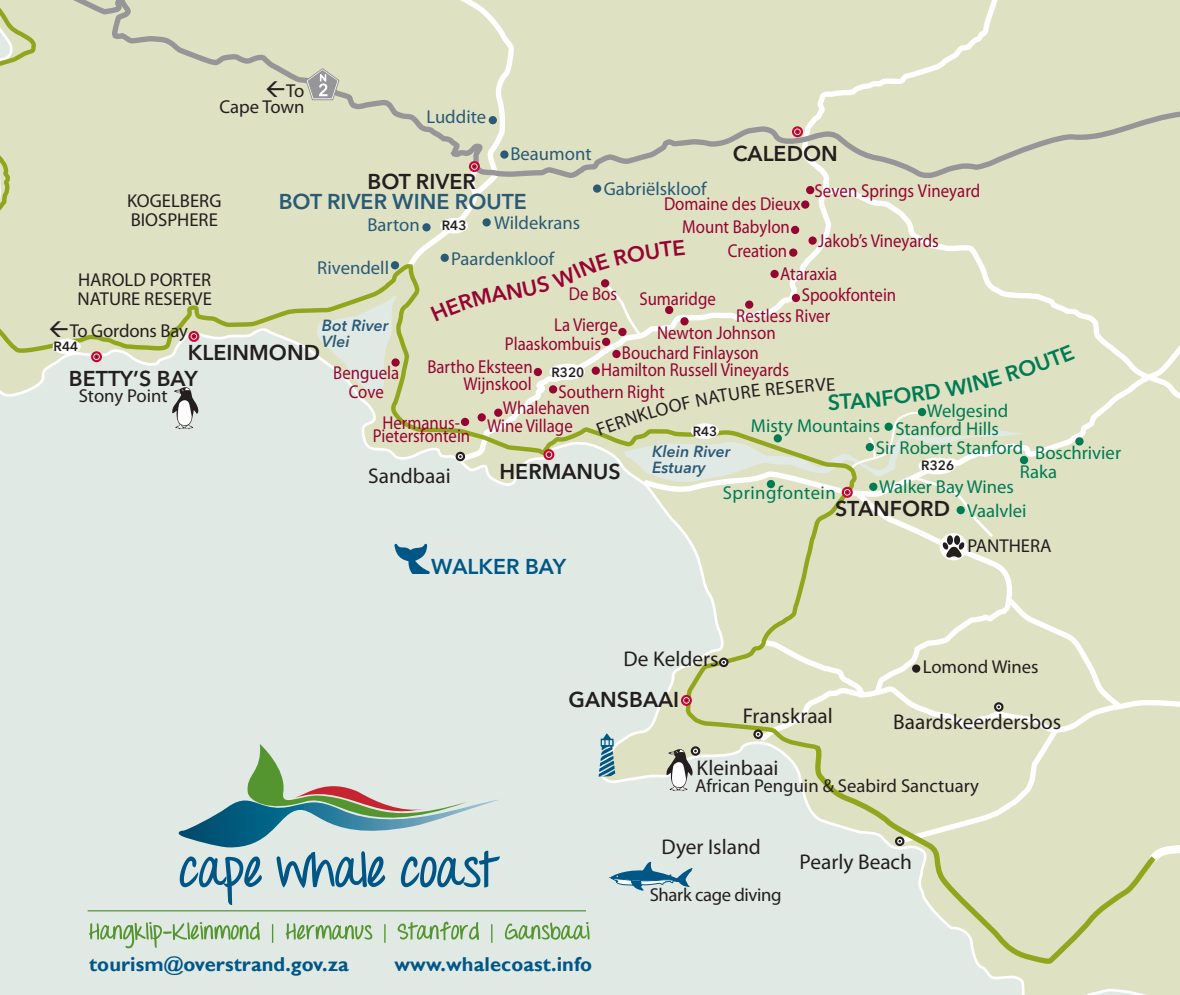 N
2
To
Cape Town
Luddite
Beaumont
CALEDON
BOT RIVER
BOT RIVER WINE ROUTE
Gabriëlskloof
Seven Springs Vineyard
Domaine des Dieux
KOGELBERG
BIOSPHERE
Barton
R43
Wildekrans
Mount Babylon
Jakob's Vineyards
Creation
Rivendell
Paardenkloof
HERMANUS WINE ROUTE
Ataraxia
HAROLD PORTER
NATURE RESERVE
De Bos
Sumaridge
Spookfontein
Restless River
To Gordons Bay
R44
KLEINMOND
Bot River
Vlei
La Vierge
Newton Johnson
Plaaskombuis
Bouchard Finlayson
BETTY'S BAY
Stony Point
Benguela
Cove
Bartho Eksteen
Wijnskool
R320
Hamilton Russell Vineyards
Southern Right
FERNKLOOF NATURE RESERVE
STANFORD WINE ROUTE
Whalehaven
Wine Village
Hermanus-
Pietersfontein
Welgesind
Misty Mountains
Stanford Hills
R43
Sir Robert Stanford
Boschrivier
Sandbaai
HERMANUS
Klein River
Estuary
R326
Raka
Springfontein
Walker Bay Wines
STANFORD
Vaalvlei
PANTHERA
WALKER BAY
De Kelders
Lomond Wines
GANSBAAI
Franskraal
Baardskeerdersbos
Kleinbaai
African Penguin & Seabird Sanctuary
Dyer Island
Pearly Beach
Shark cage diving
cape whale coast
Hangklip-Kleinmond | Hermanus | Stanford | Gansbaai
tourism@overstrand.gov.za www.whalecoast.info